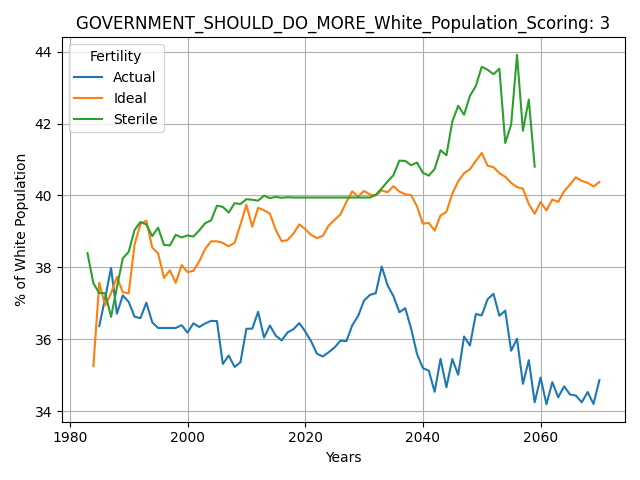 GOVERNMENT_SHOULD_DO_MORE_White_Population_Scoring: 3
Fertility
Actual
Ideal
Sterile
% of White Population
44
42
40
38
36
34
1980
2000
2020
2040
2060
Years